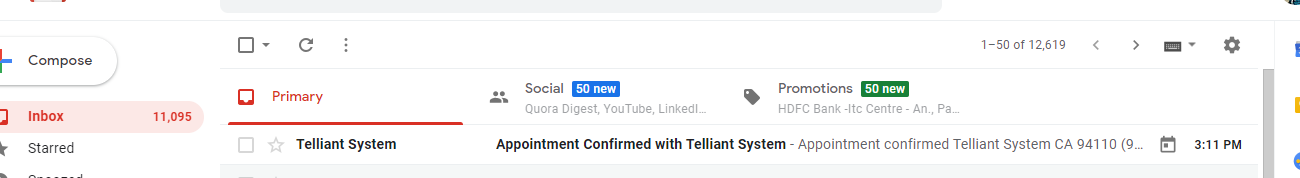 1–50 of 12,619
Compose
Primary
Social 50 new
Quora Digest, YouTube, LinkedI...
Promotions 50 new
HDFC Bank -Itc Centre - An., Pa...
Inbox 11,095
Telliant System Appointment Confirmed with Telliant System - Appointment confirmed Telliant System CA 94110 (9... 3:11 PM
Starred